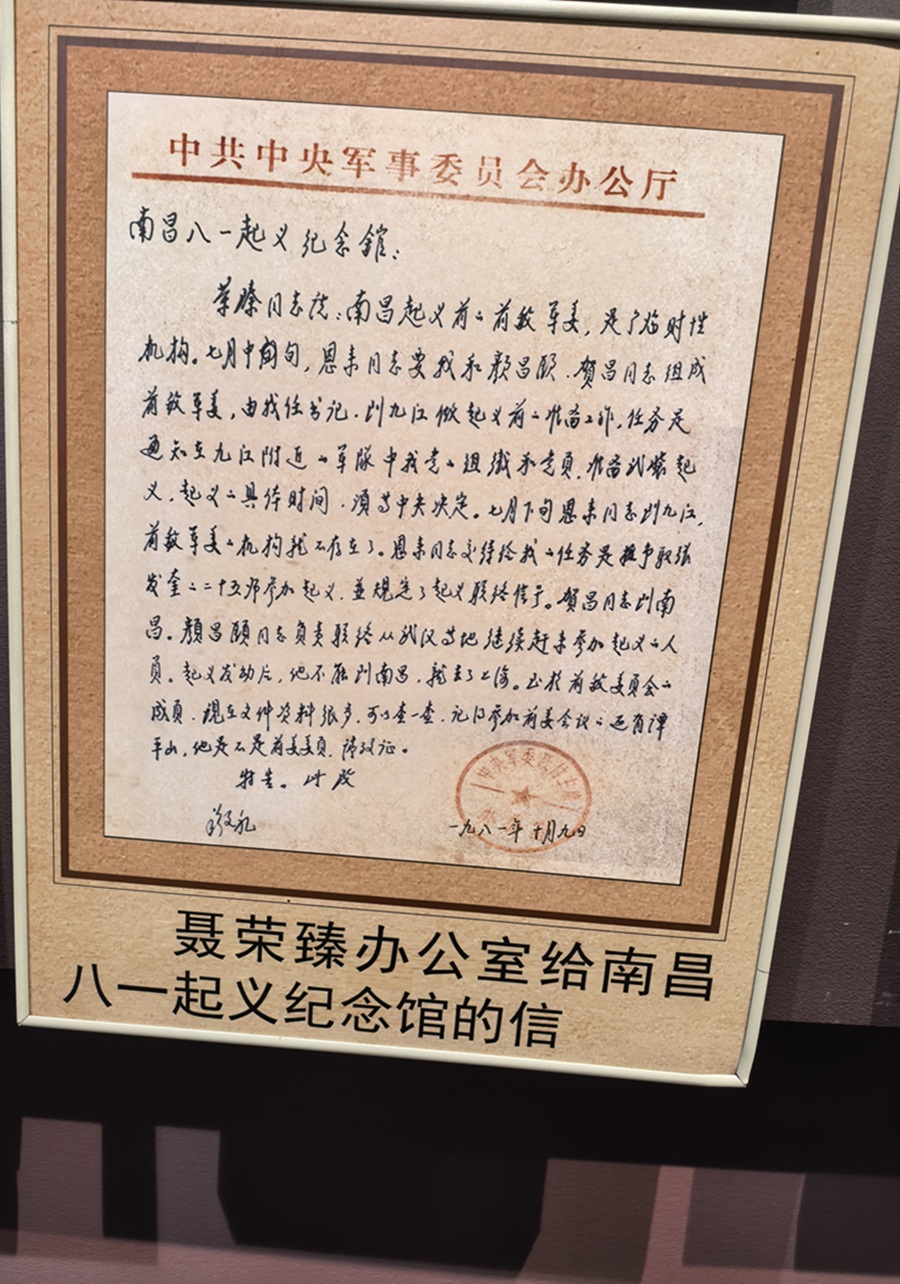 中共中央军事委员会办公厅
南昌八一起义纪念馆:
荣臻同志说:南昌起义前的前敌军委,是个临时性
机构。七月中旬,恩来同志要我和颜昌颐、贺昌同志组成
前敌军委,由我任书记,到九江做起义前的准备工作,任务是
通知在九江附近的军队中我党的组织和党员,准备武装起
义,起义的具体时间,须等中央决定。七月下旬恩来同志到九江,
前敌军委的机构就不存在了。恩来同志交待给我的任务是争取张
发奎的二十五师参加起义,并规定了起义联络信号。贺昌同志到南
昌。颜昌颐同志负责联络从武汉等地继续赶来参加起义的人
员。起义发动后,他不能到南昌,就去了上海。至于前敌委员会的
成员,现在文件资料很多,可以查一查,记得参加前委会议的还有谭
平山,他是不是前委委员,请考证。
特告。此致
敬礼
一九八一年十月九日
聂荣臻办公室给南昌
八一起义纪念馆的信